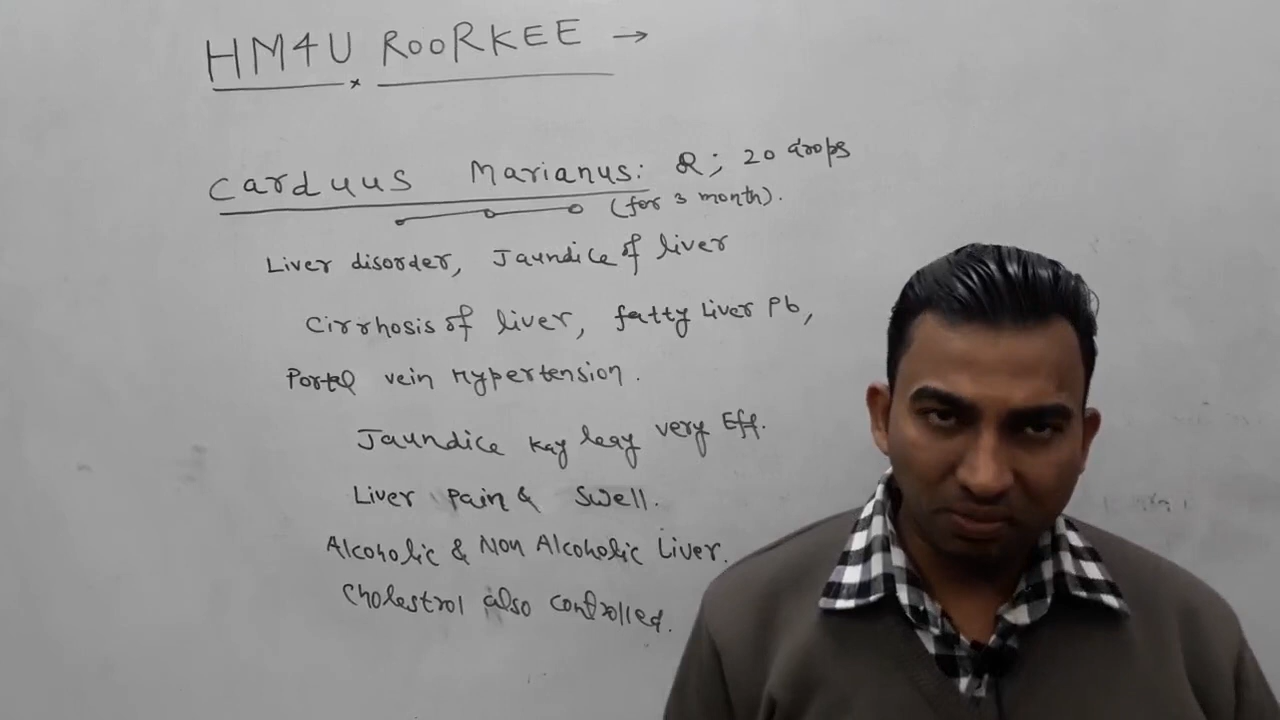 HM4U ROORKEE →
Carduus Marianus: Q; 20 drops
(for 3 month).
Liver disorder, Jaundice of liver
Cirrhosis of liver, fatty Liver Pb,
Portal vein Hypertension.
Jaundice kay leay very Eff.
Liver Pain & Swell.
Alcoholic & Non Alcoholic Liver.
Cholestrol also controlled.